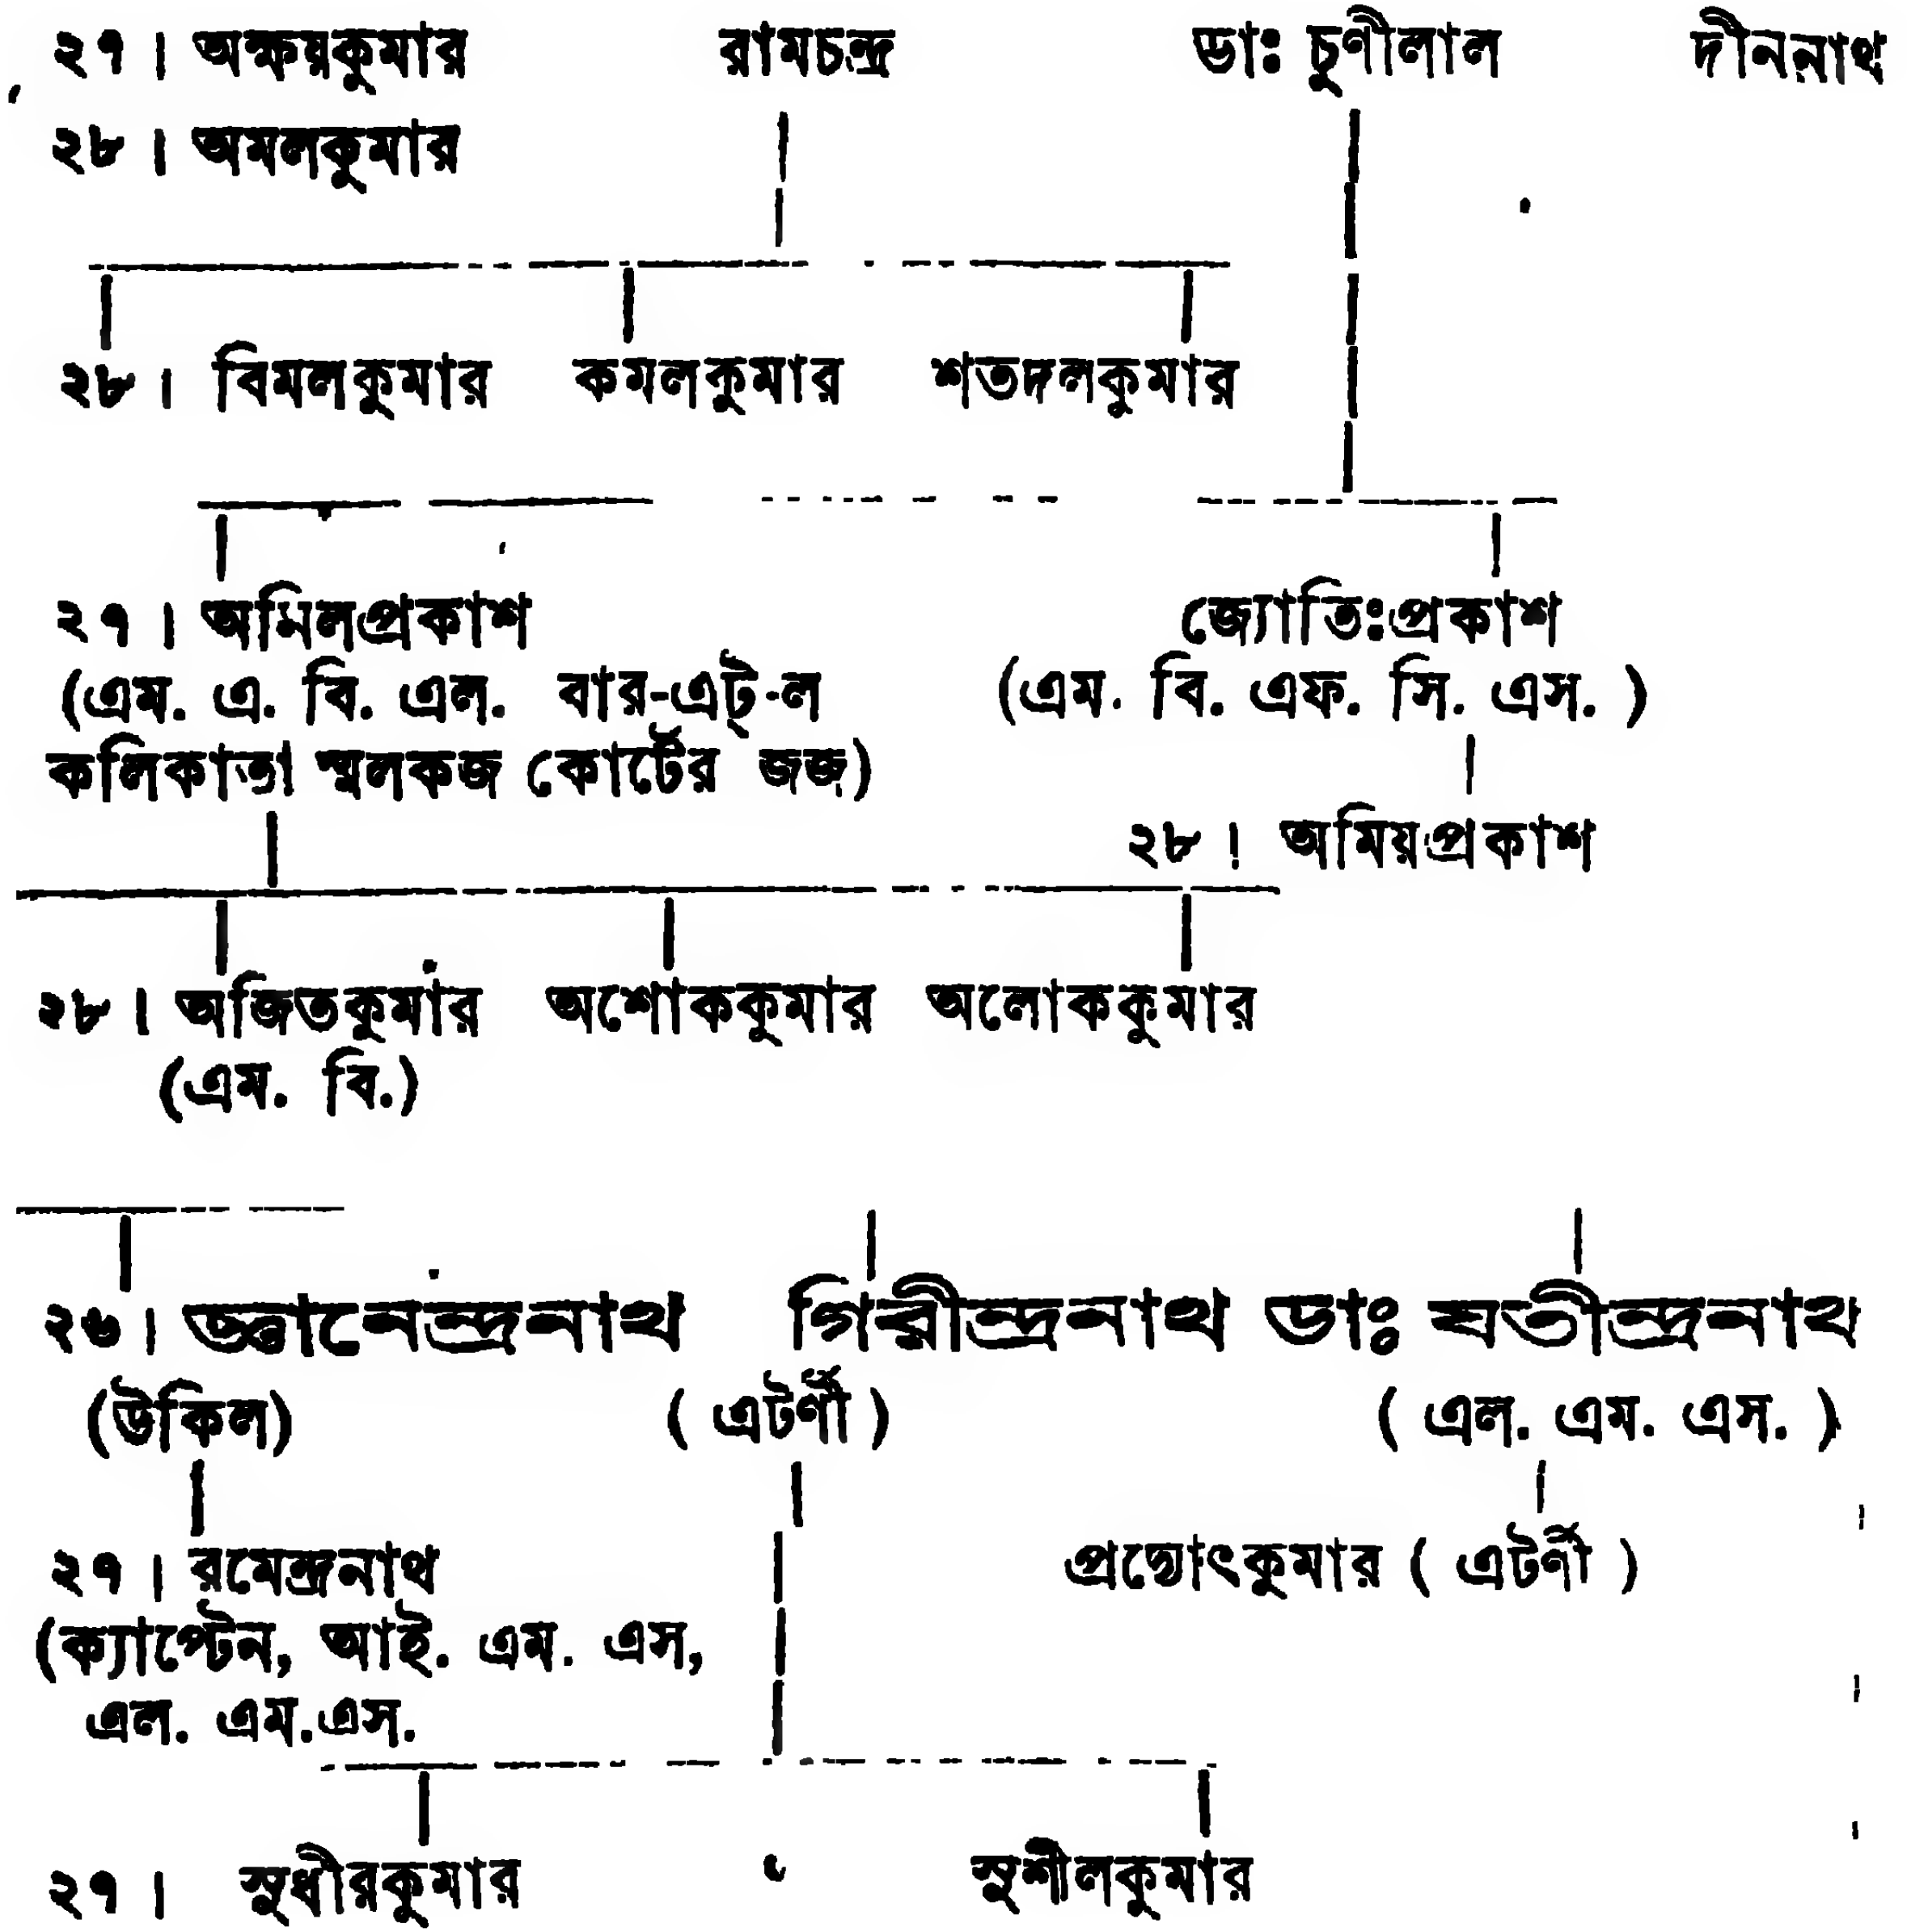 ২৭। অক্ষয়কুমার রামচন্দ্র ডাঃ চুণীলাল দীননাথ
২৮। অমলকুমার
২৮। বিমলকুমার কমলকুমার শতদলকুমার
২৭। অমিলপ্রকাশ জ্যোতিঃপ্রকাশ
(এম. এ. বি. এল. বার-এট্-ল (এম. বি. এফ. সি. এস. )
কলিকাতা স্মলকজ কোর্টের জজ)
২৮। অমিয়প্রকাশ
২৮। অজিতকুমার অশোককুমার অলোককুমার
(এম. বি.)
২৬। জ্ঞানেন্দ্রনাথ গিরীন্দ্রনাথ ডাঃ যতীন্দ্রনাথ
(উকিল) ( এটর্ণী ) ( এল. এম. এস. )
২৭। রমেন্দ্রনাথ প্রদ্যোৎকুমার ( এটর্ণী )
(ক্যাপ্টেন, আই. এম. এস,
এল. এম.এস.
২৭। সুধীরকুমার সুশীলকুমার